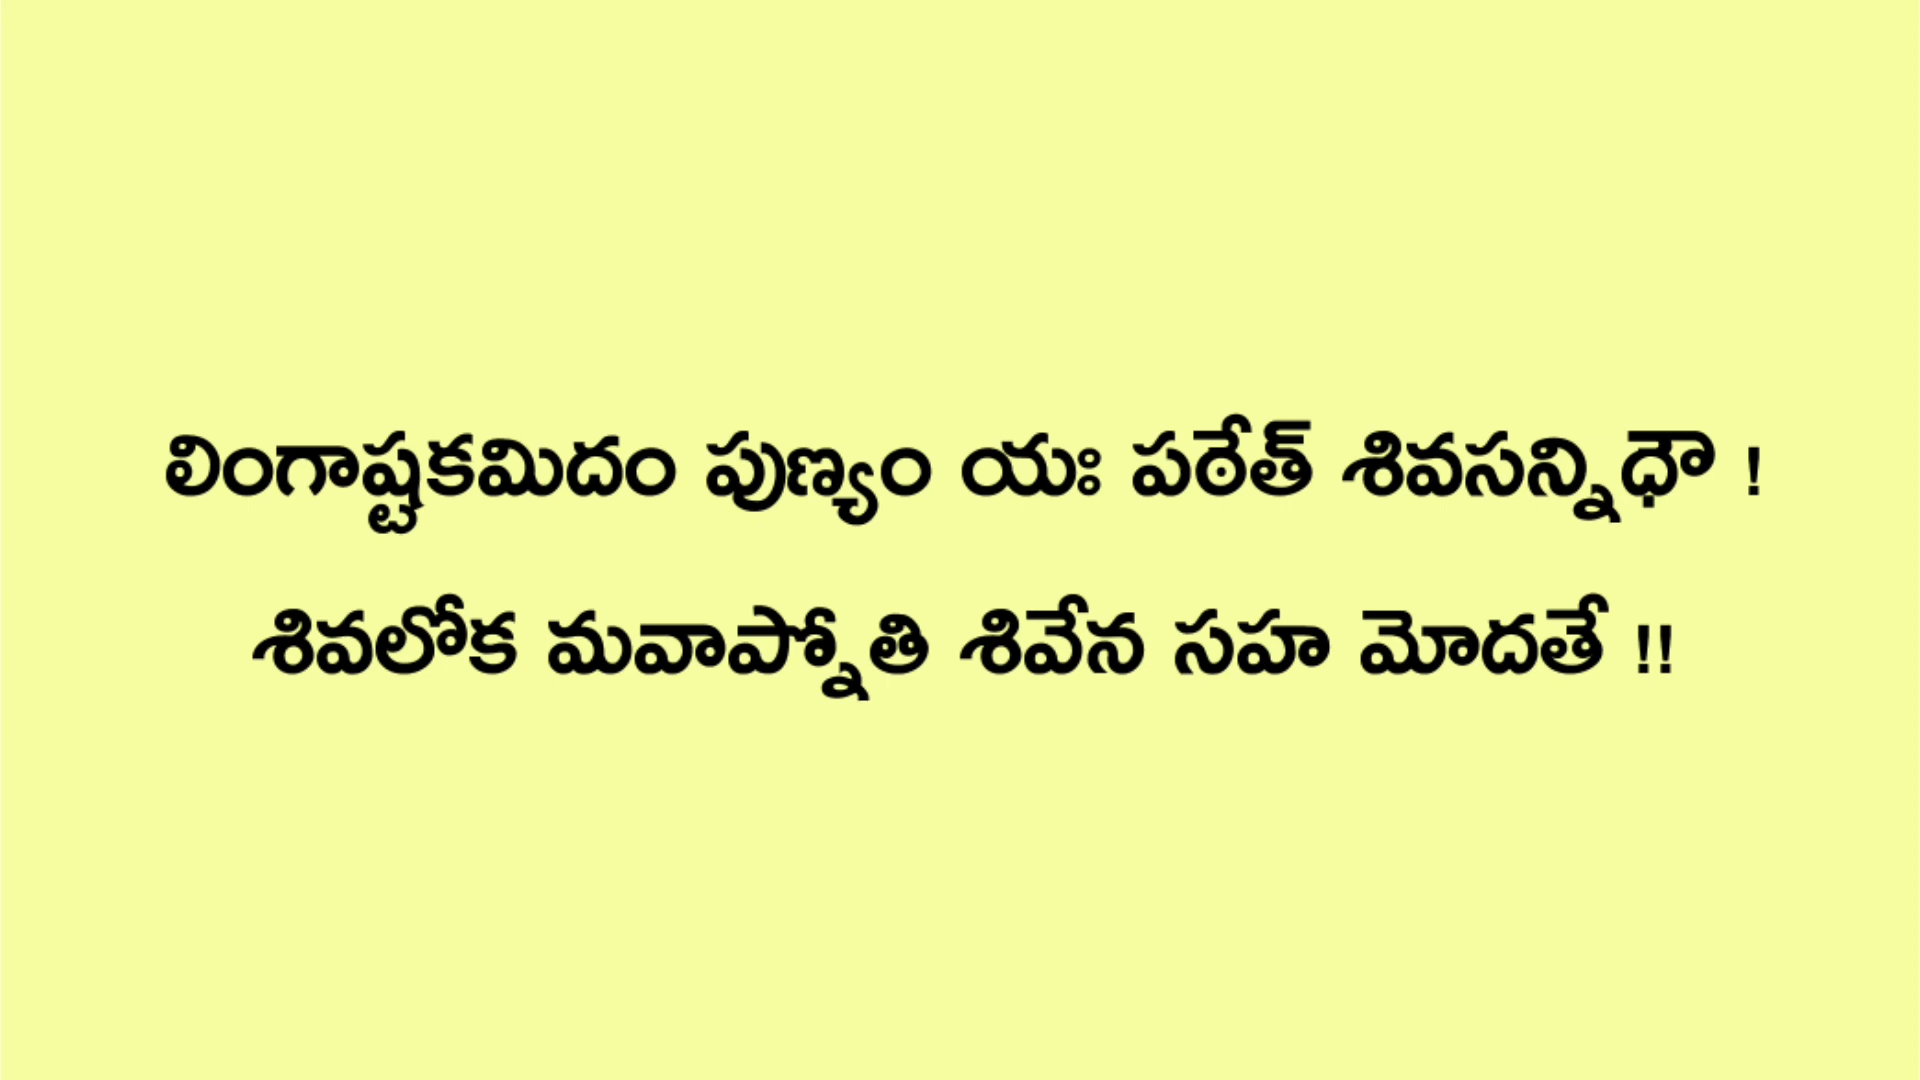 లింగాష్టకమిదం పుణ్యం యః పఠేత్ శివసన్నిధౌ !
శివలోక మవాప్నోతి శివేన సహ మోదతే !!